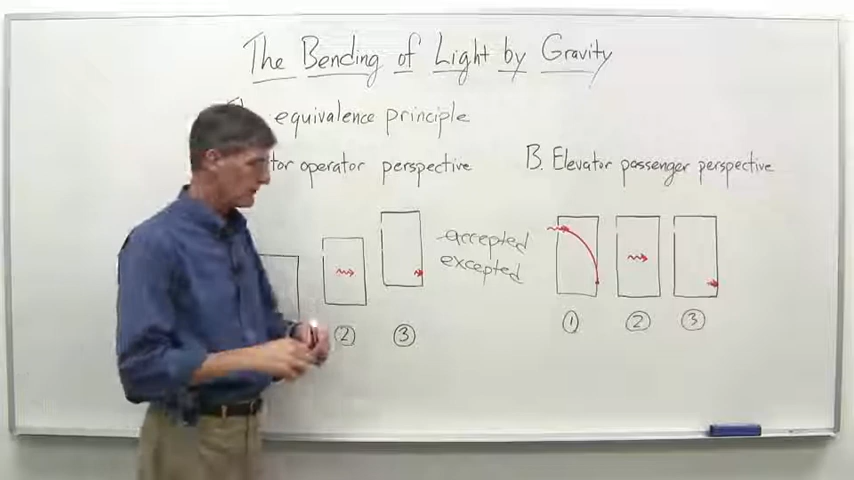 The Bending of Light by Gravity
equivalence principle
operator perspective
B. Elevator passenger perspective
accepted
excepted
1
2
3
2
3